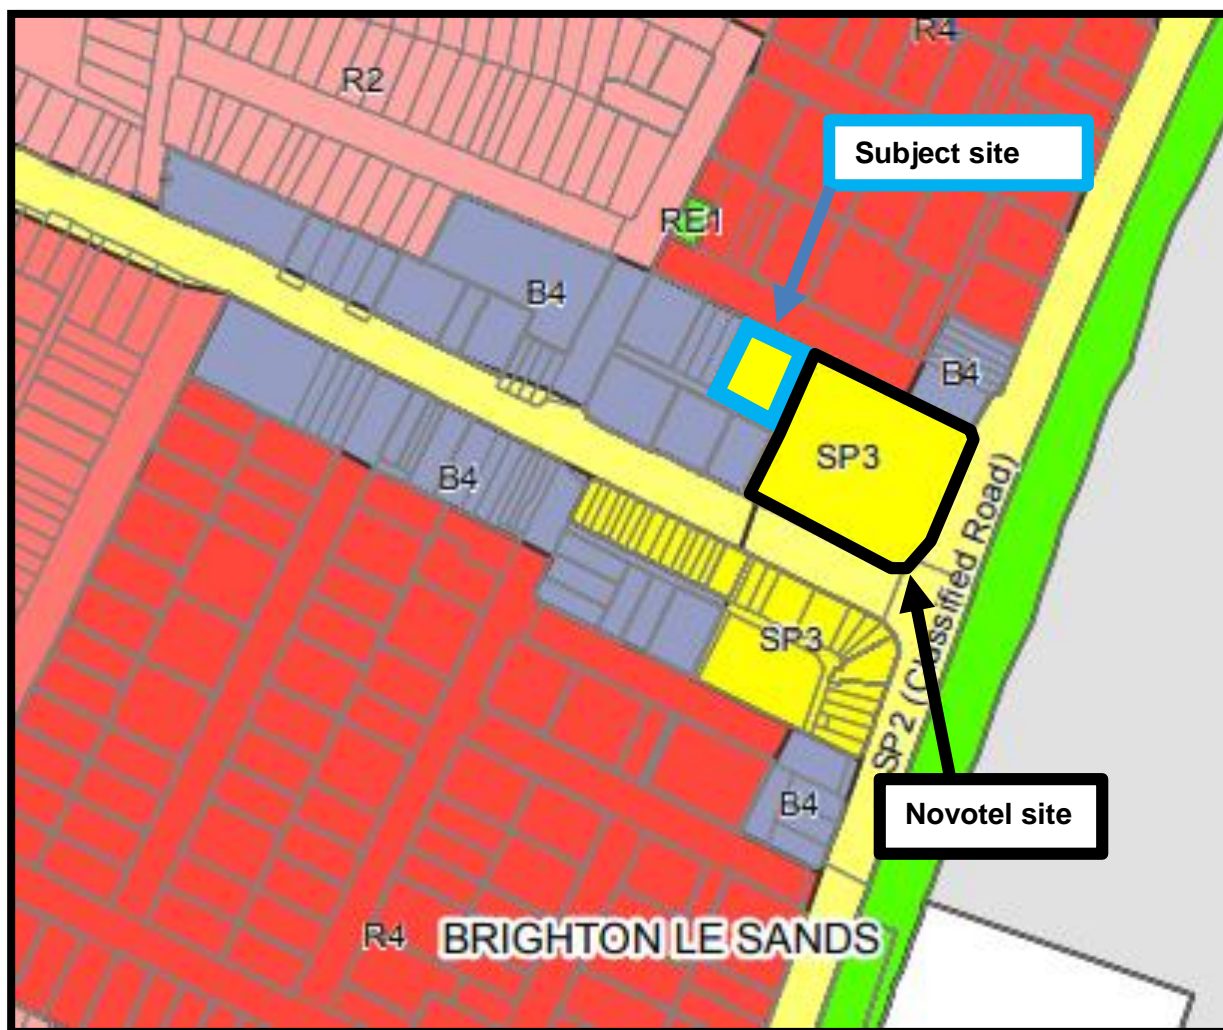 R4
R2
Subject site
RE1
B4
B4
SP3
B4
SP2 (Classified Road)
SP3
B4
Novotel site
R4
BRIGHTON LE SANDS